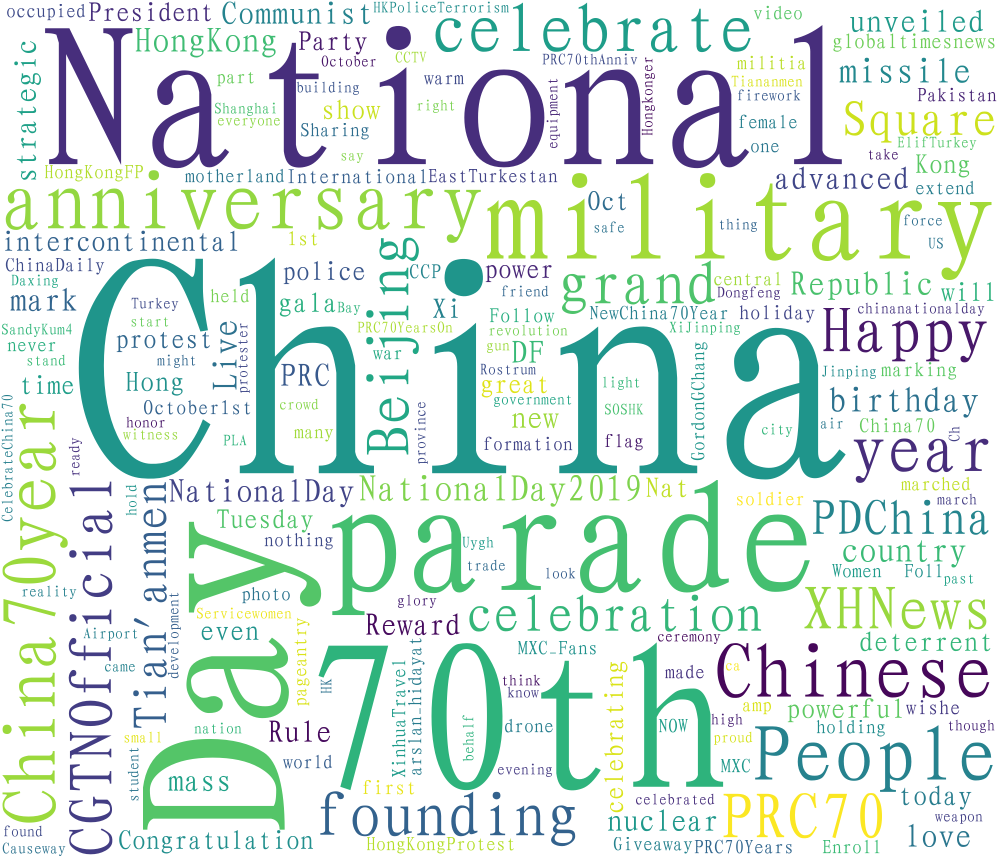 occupied
President
Communist
HKPoliceTerrorism
celebrate
video
unveiled
globaltimesnews
National
HongKong
Party
October
CCTV
PRC70thAnniv
militia
Tiananmen
missile
strategic
part
building
warm
firework
Pakistan
Shanghai
everyone
show
Sharing
right
equipment
Hongkonger
female
Square
ElifTurkey
say
one
take
Kong
HongKongFP
motherland
International
EastTurkestan
advanced
extend
anniversary
military
Oct
safe
thing
force
US
intercontinental
1st
Beijing
CCP
power
grand
central
Republic
will
ChinaDaily
Daxing
China
police
friend
Dongfeng
mark
Turkey
held
gala
Bay
Xi
Follow
NewChina70Year
holiday
chinanationalday
SandyKum4
start
protest
Live
protester
PRC70YearsOn
revolution
XiJinping
Happy
never
might
war
gun
DF
GordonGChang
stand
Rostrum
Jinping
marking
time
Hong
PRC
great
light
birthday
October1st
government
SOSHK
honor
crowd
new
China70
air
witness
PLA
many
province
formation
flag
city
year
Ch
CelebrateChina70
China70year
ready
CGTNOfficial
hold
NationalDay
NationalDay2019
Nat
marched
march
Tian'anmen
Day
Tuesday
parade
soldier
PDChina
nothing
Uygh
trade
look
country
reality
development
photo
Women
Foll
past
Servicewomen
glory
celebration
XHNews
Airport
even
pageantry
Reward
ceremony
deterrent
came
HK
70th
MXC_Fans
XinhuaTravel
arslan_hidayat
think
know
celebrating
made
ca
Chinese
amp
powerful
wishe
small
nation
Rule
behalf
drone
NOW
high
proud
holding
though
student
world
evening
MXC
People
mass
first
celebrated
today
founding
nuclear
PRC70
weapon
found
Causeway
Congratulation
HongKongProtest
Giveaway
PRC70Years
Enroll
love